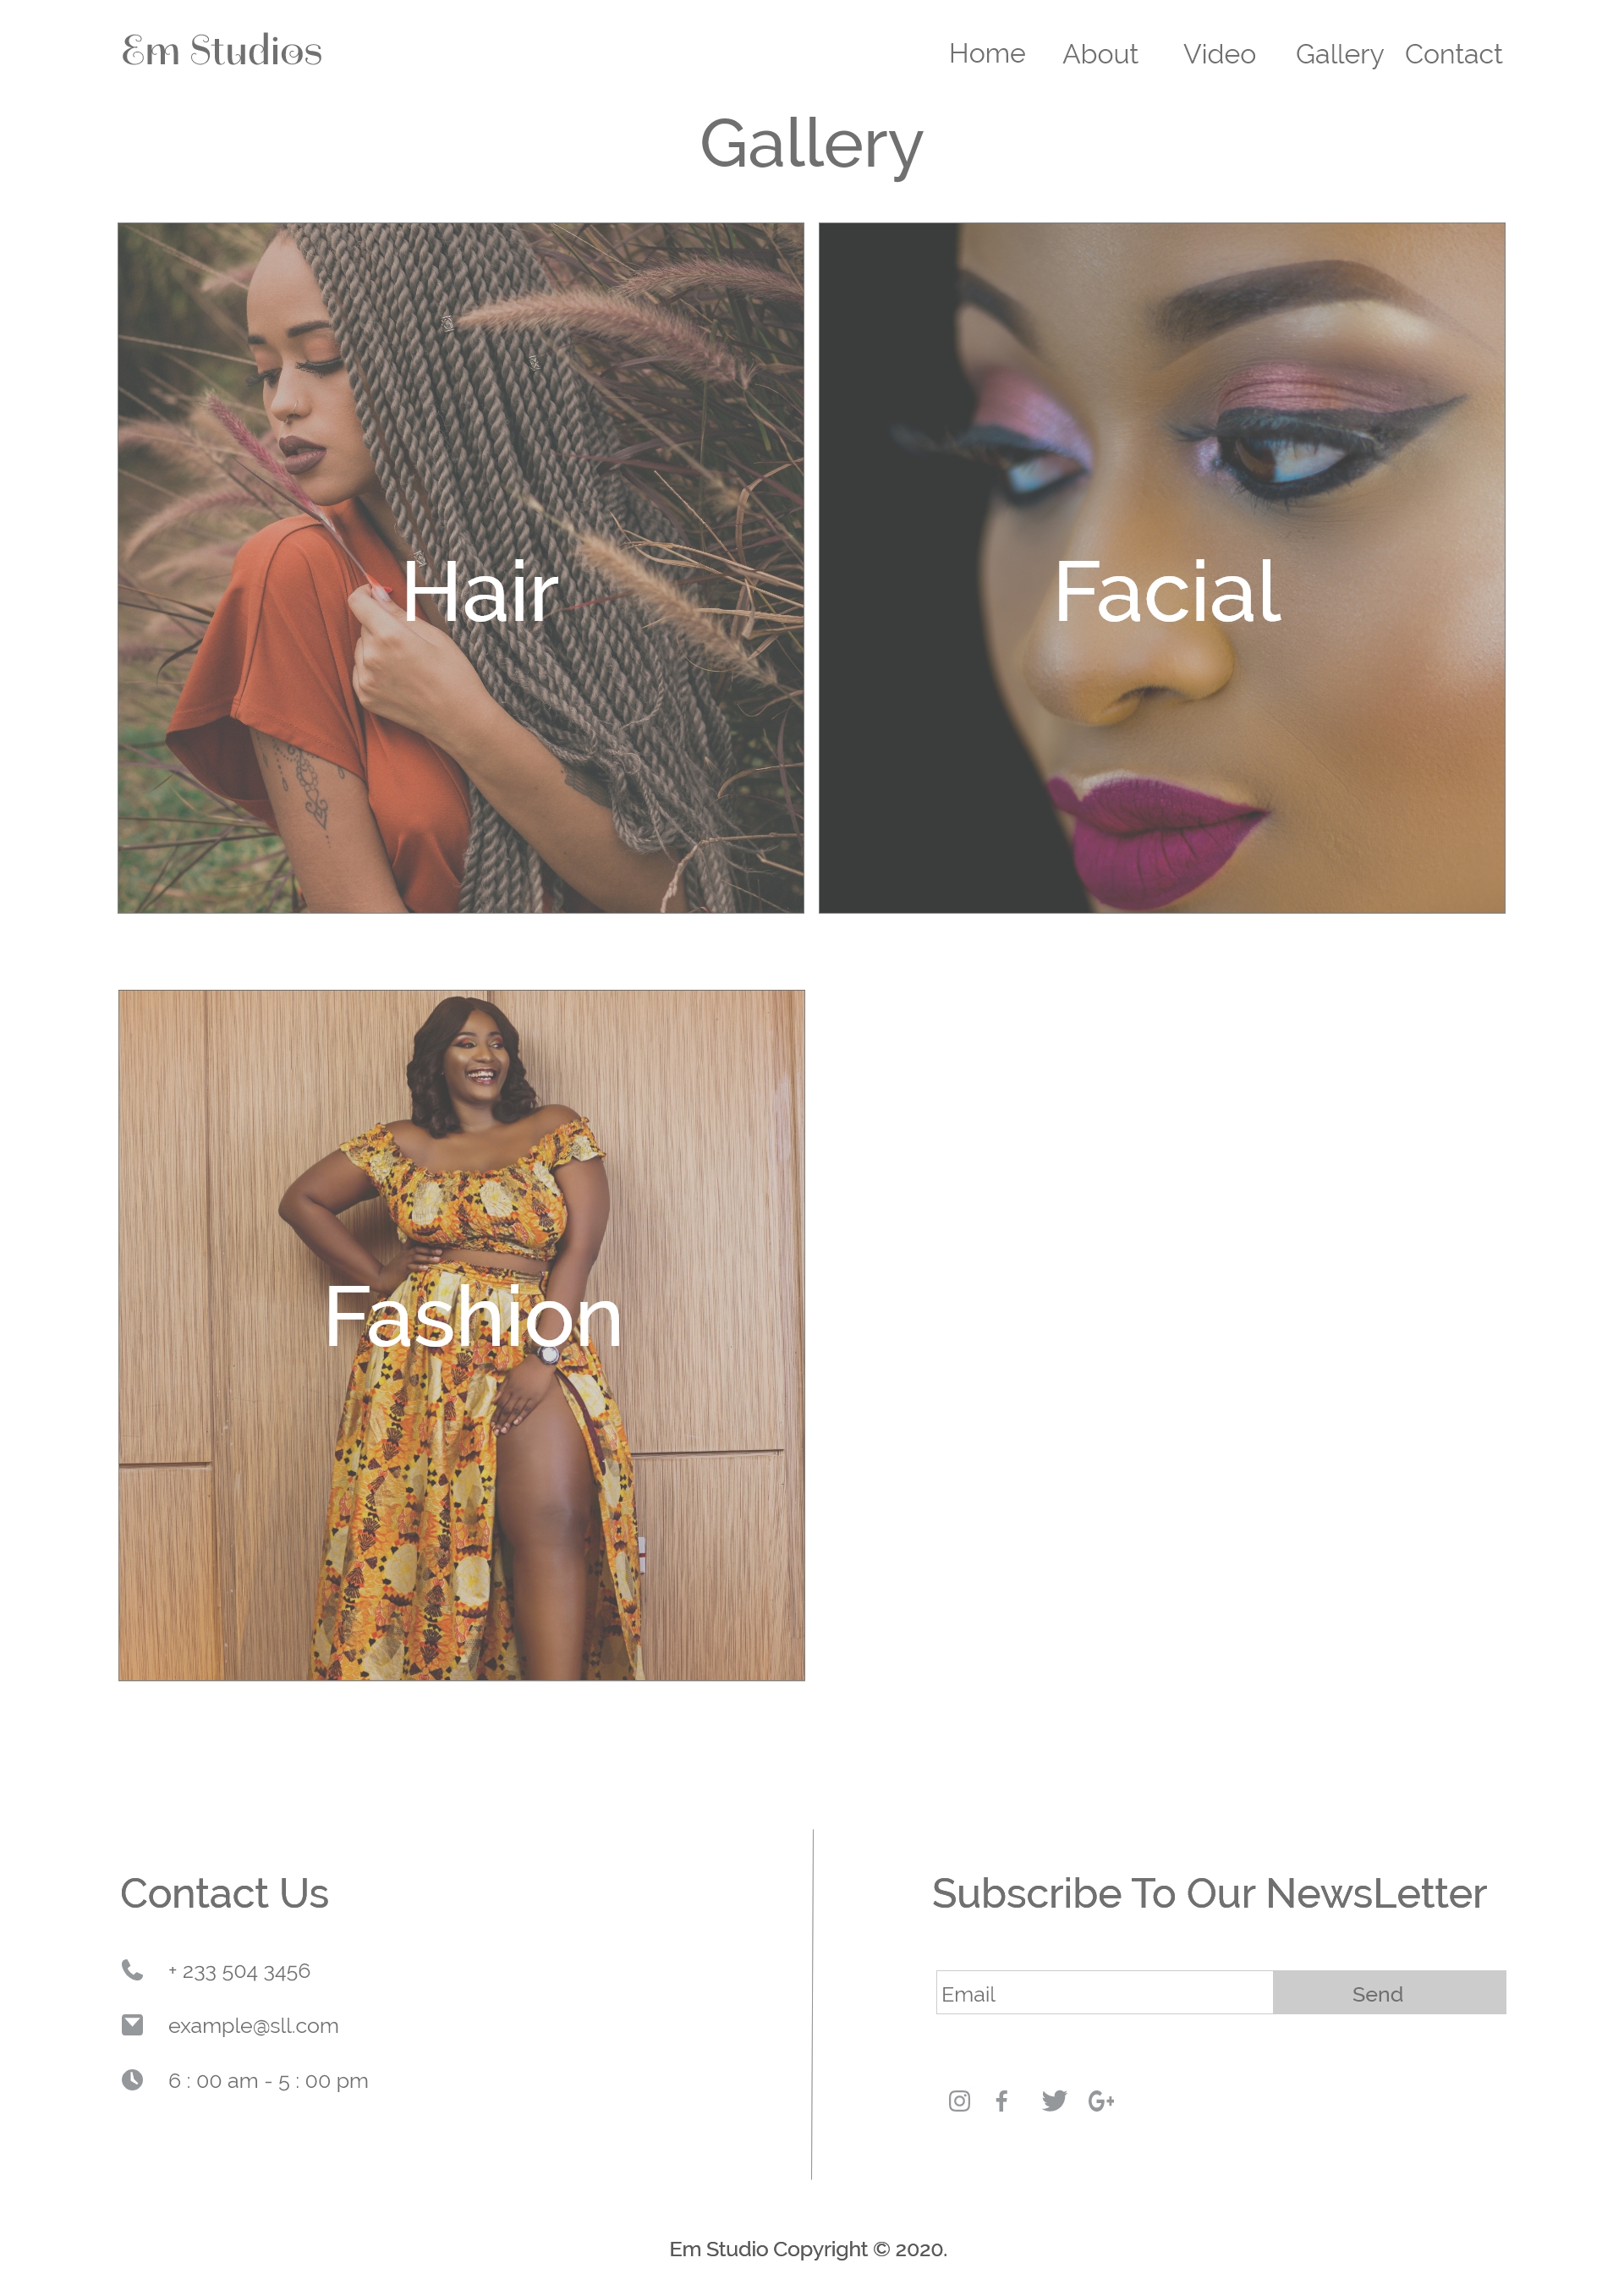 Em Studios
Home About Video Gallery Contact
Gallery
Hair
Facial
Fashion
Contact Us
+ 233 504 3456
example@sll.com
6 : 00 am - 5 : 00 pm
Subscribe To Our NewsLetter
Email Send
Em Studio Copyright © 2020.